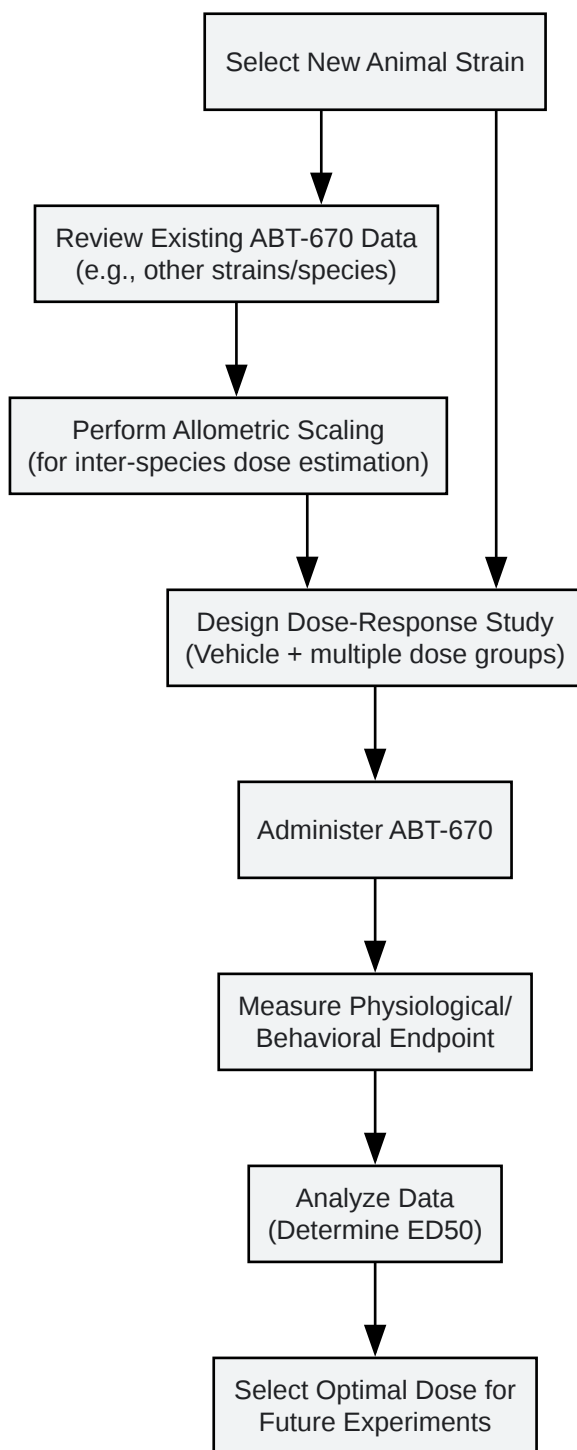 Select New Animal Strain
Review Existing ABT-670 Data
(e.g., other strains/species)
Perform Allometric Scaling
(for inter-species dose estimation)
Design Dose-Response Study
(Vehicle + multiple dose groups)
Administer ABT-670
Measure Physiological/
Behavioral Endpoint
Analyze Data
(Determine ED50)
Select Optimal Dose for
Future Experiments